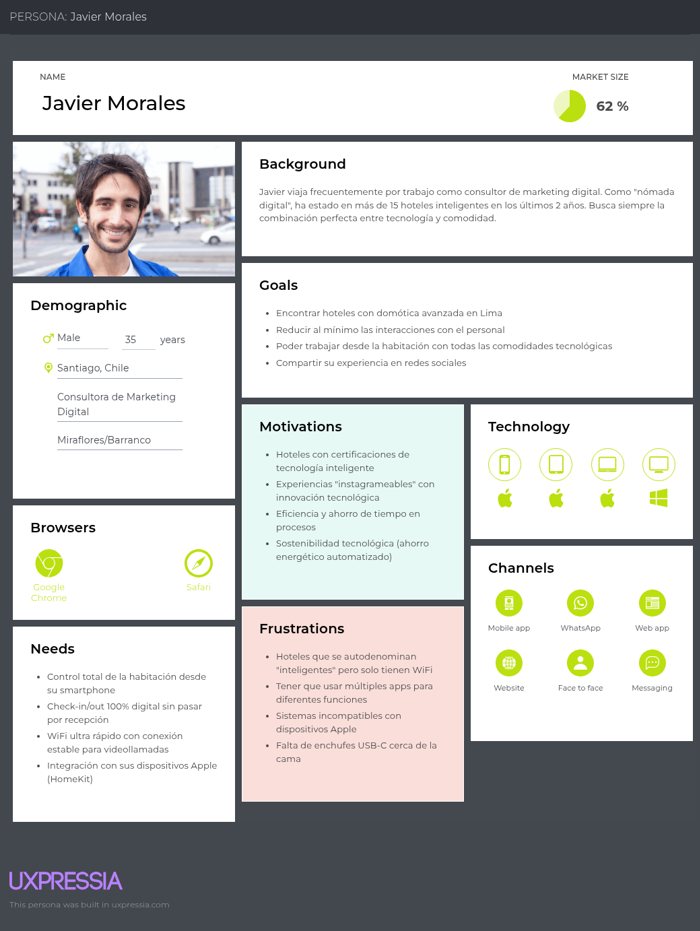 PERSONA: Javier Morales
NAME
Javier Morales
MARKET SIZE
62 %
Background
Javier viaja frecuentemente por trabajo como consultor de marketing digital. Como "nómada
digital", ha estado en más de 15 hoteles inteligentes en los últimos 2 años. Busca siempre la
combinación perfecta entre tecnología y comodidad.
Demographic
Male
35 years
Santiago, Chile
Consultora de Marketing
Digital
Miraflores/Barranco
Goals
Encontrar hoteles con domótica avanzada en Lima
Reducir al mínimo las interacciones con el personal
Poder trabajar desde la habitación con todas las comodidades tecnológicas
Compartir su experiencia en redes sociales
Motivations
Hoteles con certificaciones de
tecnología inteligente
Experiencias "instagrameables" con
innovación tecnológica
Eficiencia y ahorro de tiempo en
procesos
Sostenibilidad tecnológica (ahorro
energético automatizado)
Technology
Browsers
Google
Chrome
Safari
Channels
Mobile app
WhatsApp
Web app
Website
Face to face
Messaging
Needs
Control total de la habitación desde
su smartphone
Check-in/out 100% digital sin pasar
por recepción
WiFi ultra rápido con conexión
estable para videollamadas
Integración con sus dispositivos Apple
(HomeKit)
Frustrations
Hoteles que se autodenominan
"inteligentes" pero solo tienen WiFi
Tener que usar múltiples apps para
diferentes funciones
Sistemas incompatibles con
dispositivos Apple
Falta de enchufes USB-C cerca de la
cama
UXPRESSIA
This persona was built in uxpressia.com